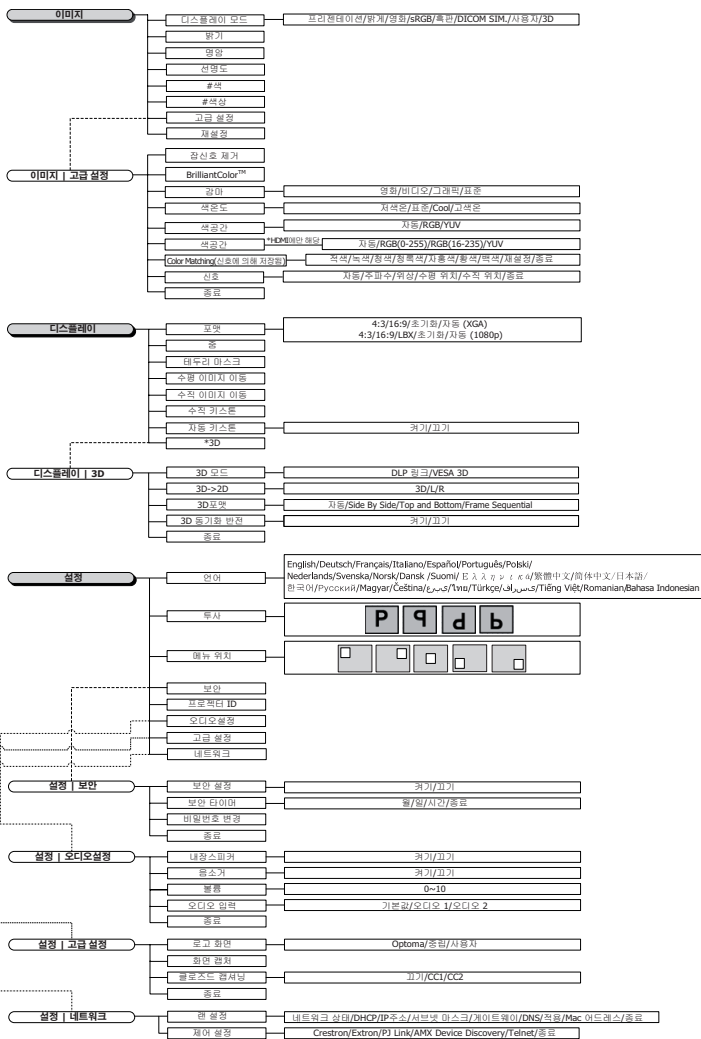 이미지
디스플레이 모드
프리젠테이션/밝게/영화/sRGB/흑판/DICOM SIM./사용자/3D
밝기
명암
선명도
#색
#색상
고급 설정
재설정
이미지 | 고급 설정
잡신호 제거
BrilliantColor™
감마
영화/비디오/그래픽/표준
색온도
저색온/표준/Cool/고색온
색공간
자동/RGB/YUV
색공간
*HDMI에만 해당
자동/RGB(0-255)/RGB(16-235)/YUV
Color Matching(신호에 의해 저장됨)
적색/녹색/청색/청록색/자홍색/황색/백색/재설정/종료
신호
자동/주파수/위상/수평 위치/수직 위치/종료
종료
디스플레이
포맷
4:3/16:9/초기화/자동 (XGA)
4:3/16:9/LBX/초기화/자동 (1080p)
줌
테두리 마스크
수평 이미지 이동
수직 이미지 이동
수직 키스톤
자동 키스톤
켜기/끄기
*3D
디스플레이 | 3D
3D 모드
DLP 링크/VESA 3D
3D->2D
3D/L/R
3D포맷
자동/Side By Side/Top and Bottom/Frame Sequential
3D 동기화 반전
켜기/끄기
종료
설정
언어
English/Deutsch/Français/Italiano/Español/Português/Polski/
Nederlands/Svenska/Norsk/Dansk /Suomi/Ελληνικά/繁體中文/简体中文/日本語/
한국어/Русский/Magyar/Čeština/عربي/ไทย/Türkçe/فارسی/Tiếng Việt/Romanian/Bahasa Indonesian
투사
P
메뉴 위치
보안
프로젝터 ID
오디오설정
고급 설정
네트워크
설정 | 보안
보안 설정
켜기/끄기
보안 타이머
월/일/시간/종료
비밀번호 변경
종료
설정 | 오디오설정
내장스피커
켜기/끄기
음소거
켜기/끄기
볼륨
0~10
오디오 입력
기본값/오디오 1/오디오 2
종료
설정 | 고급 설정
로고 화면
Optoma/중립/사용자
화면 캡처
클로즈드 캡셔닝
끄기/CC1/CC2
종료
설정 | 네트워크
랜 설정
네트워크 상태/DHCP/IP주소/서브넷 마스크/게이트웨이/DNS/적용/Mac 어드레스/종료
제어 설정
Crestron/Extron/PJ Link/AMX Device Discovery/Telnet/종료